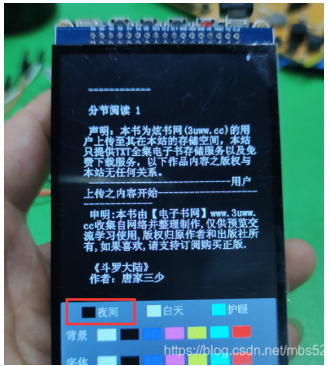 ------------
分节阅读 1
声明：本书为炫书网(3uww.cc)的用
户上传至其在本站的存储空间，本站
只提供TXT全集电子书存储服务以及免
费下载服务，以下作品内容之版权与
本站无任何关系。
------------------------------用户
上传之内容开始----------------------
---------------
申明:本书由【电子书网】www.3uww.
cc收集自网络并整理制作,仅供预览交
流学习使用,版权归原作者和出版社所
有,如果喜欢,请支持订阅购买正版.
《斗罗大陆》
作者：唐家三少
夜间 白天 护眼
背景
字体
https://blog.csdn.net/mbs52